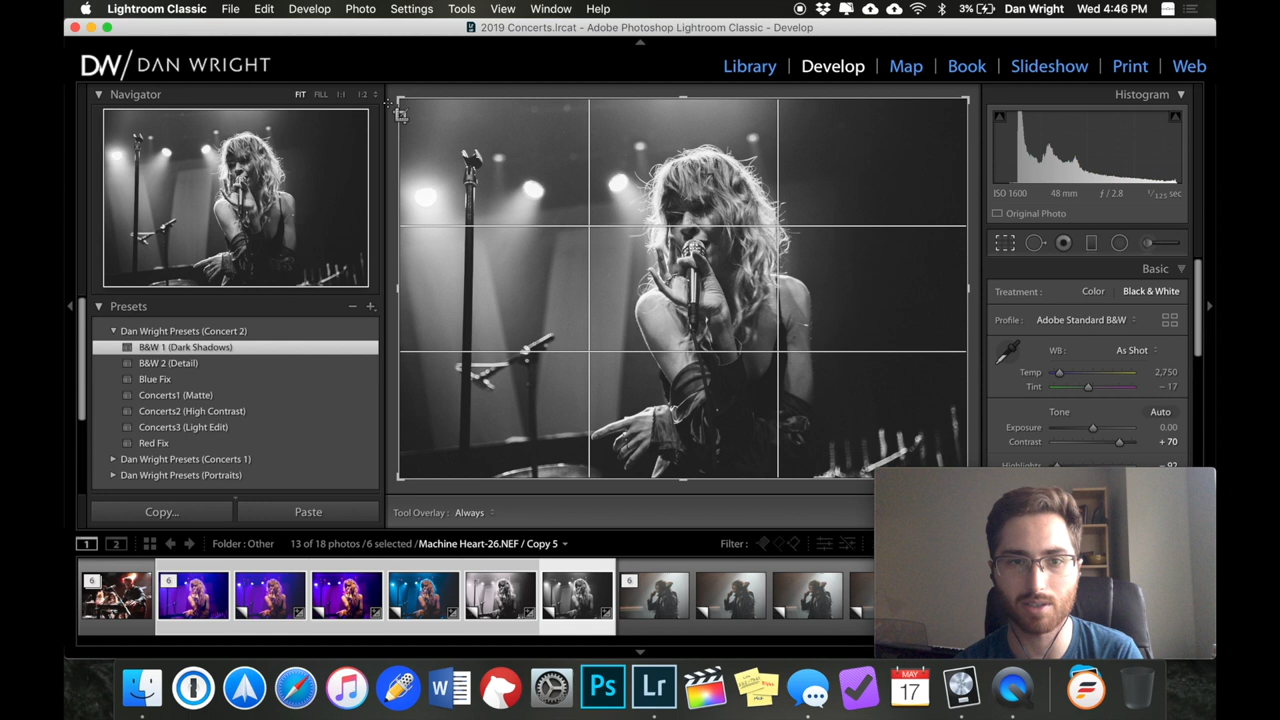 Lightroom Classic File Edit Develop Photo Settings Tools View Window Help 3% Dan Wright Wed 4:46 PM
2019 Concerts.lrcat - Adobe Photoshop Lightroom Classic - Develop
DW/ DAN WRIGHT Library | Develop | Map | Book | Slideshow | Print | Web
Navigator FIT FILL 1:1 1:2
Histogram
ISO 1600 48 mm ƒ / 2.8 1/125 sec
Original Photo
Basic
Treatment : Color Black & White
Profile : Adobe Standard B&W
WB : As Shot
Temp 2,750
Tint – 17
Tone Auto
Exposure 0.00
Contrast + 70
Highlights – 92
Presets
Dan Wright Presets (Concert 2)
B&W 1 (Dark Shadows)
B&W 2 (Detail)
Blue Fix
Concerts1 (Matte)
Concerts2 (High Contrast)
Concerts3 (Light Edit)
Red Fix
Dan Wright Presets (Concerts 1)
Dan Wright Presets (Portraits)
Copy... Paste
Tool Overlay : Always
1 2 Folder : Other 13 of 18 photos / 6 selected / Machine Heart-26.NEF / Copy 5 Filter :
6 6 6
W Ps Lr MAY 17